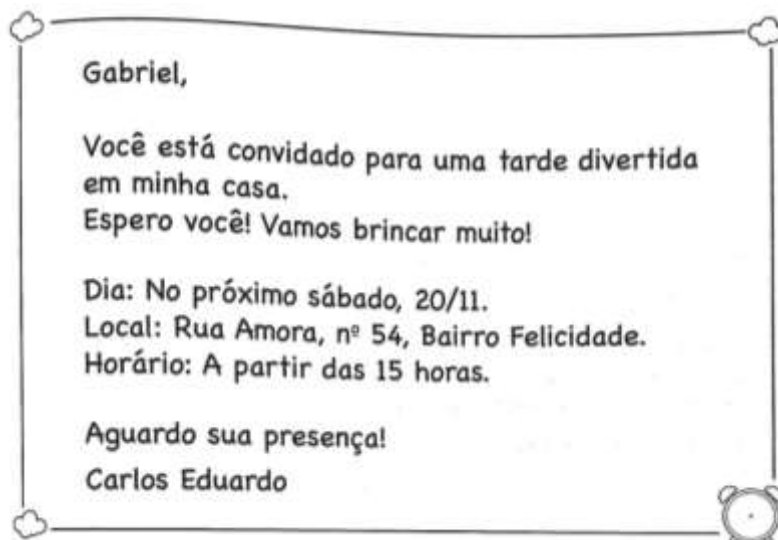 Gabriel,
Você está convidado para uma tarde divertida
em minha casa.
Espero você! Vamos brincar muito!
Dia: No próximo sábado, 20/11.
Local: Rua Amora, nº 54, Bairro Felicidade.
Horário: A partir das 15 horas.
Aguardo sua presença!
Carlos Eduardo